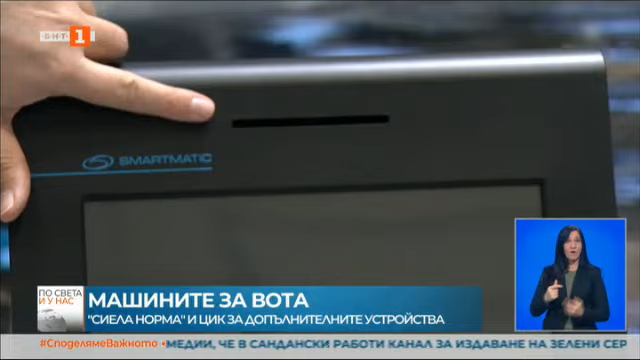 БНТ 1
SMARTMATIC
ПО СВЕТА
И У НАС
МАШИНИТЕ ЗА ВОТА
"СИЕЛА НОРМА" И ЦИК ЗА ДОПЪЛНИТЕЛНИТЕ УСТРОЙСТВА
#СподелямеВажното • МЕДИИ, ЧЕ В САНДАНСКИ РАБОТИ КАНАЛ ЗА ИЗДАВАНЕ НА ЗЕЛЕНИ СЕР